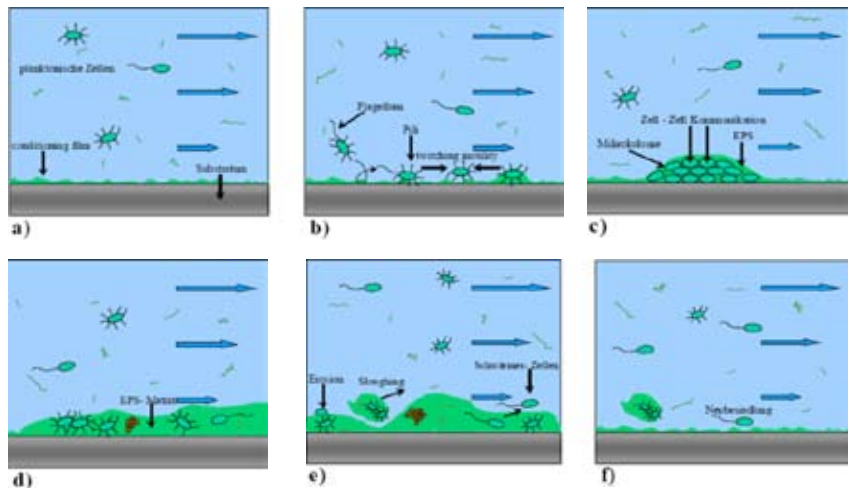 planktonische Zellen
conditioning film
Substratum
a)
Flagellum
Pili
twitching motility
b)
Zell - Zell Kommunikation
EPS
Mikrokolonie
c)
EPS- Matrix
d)
Erosion
Sloughing
Schwärmer- Zellen
e)
Neubesiedlung
f)